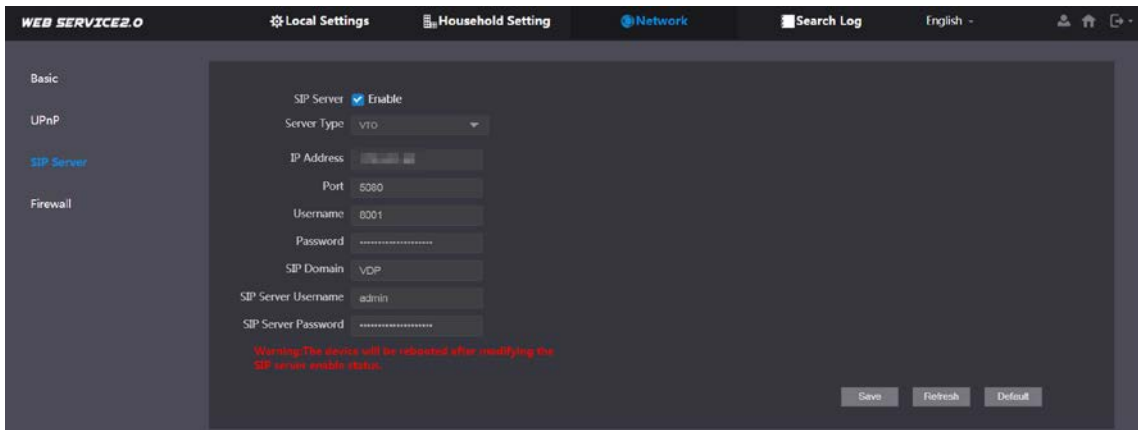 WEB SERVICE2.0 Local Settings Household Setting Network Search Log English
Basic
UPnP
SIP Server
Firewall
SIP Server Enable
Server Type VTO
IP Address
Port 5080
Username 8001
Password ••••••••••••••••••••
SIP Domain VDP
SIP Server Username admin
SIP Server Password ••••••••••••••••••••
Warning:The device will be rebooted after modifying the
SIP server enable status.
Save Refresh Default